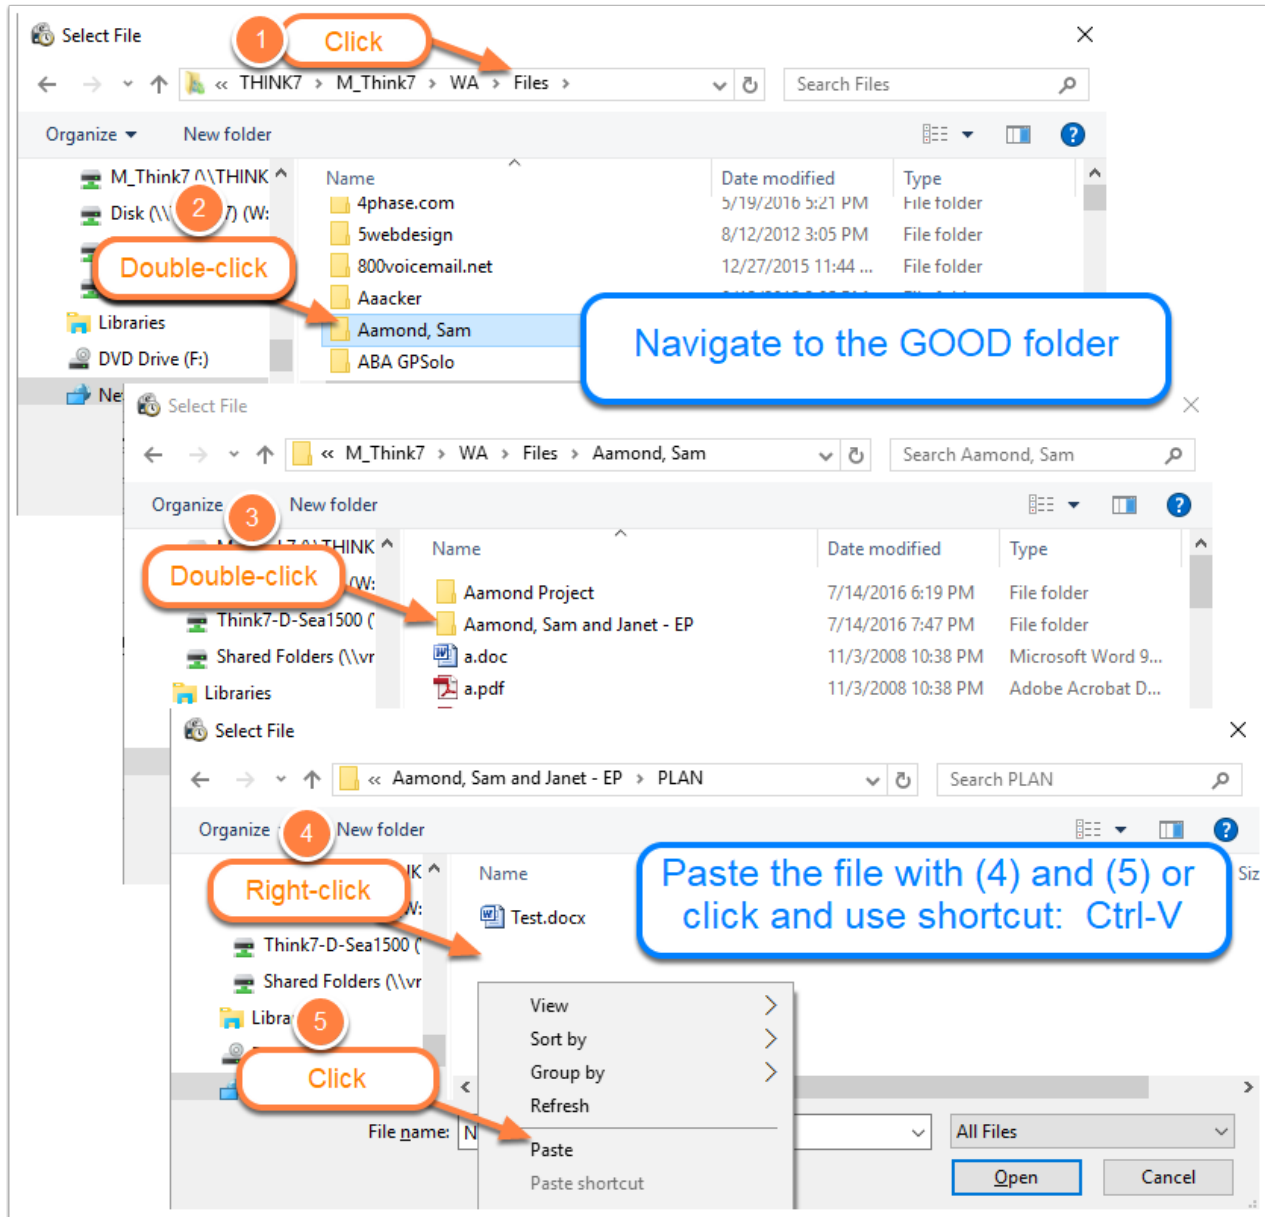 Select File
1
Click
« THINK7 > M_Think7 > WA > Files >
Search Files
Organize
New folder
?
M_Think7 (\\THINK
Name
Date modified
Type
4phase.com
5/19/2016 5:21 PM
File folder
Disk (\\
2
7) (W:
5webdesign
8/12/2012 3:05 PM
File folder
Double-click
800voicemail.net
12/27/2015 11:44 ...
File folder
Aaacker
Libraries
Aamond, Sam
Navigate to the GOOD folder
DVD Drive (F:)
ABA GPSolo
Ne
Select File
« M_Think7 > WA > Files > Aamond, Sam
Search Aamond, Sam
Organize
3
New folder
?
THINK
Name
Date modified
Type
Double-click
(W:
Aamond Project
7/14/2016 6:19 PM
File folder
Think7-D-Sea1500 (
Aamond, Sam and Janet - EP
7/14/2016 7:47 PM
File folder
Shared Folders (\\vr
a.doc
11/3/2008 10:38 PM
Microsoft Word 9...
Libraries
a.pdf
11/3/2008 10:38 PM
Adobe Acrobat D...
Select File
« Aamond, Sam and Janet - EP > PLAN
Search PLAN
Organize
4
New folder
?
IK
Name
Siz
Right-click
W:
Test.docx
Paste the file with (4) and (5) or
click and use shortcut: Ctrl-V
Think7-D-Sea1500 (
Shared Folders (\\vr
Libra
5
Click
View
Sort by
Group by
Refresh
File name:
N
All Files
Paste
Paste shortcut
Open
Cancel